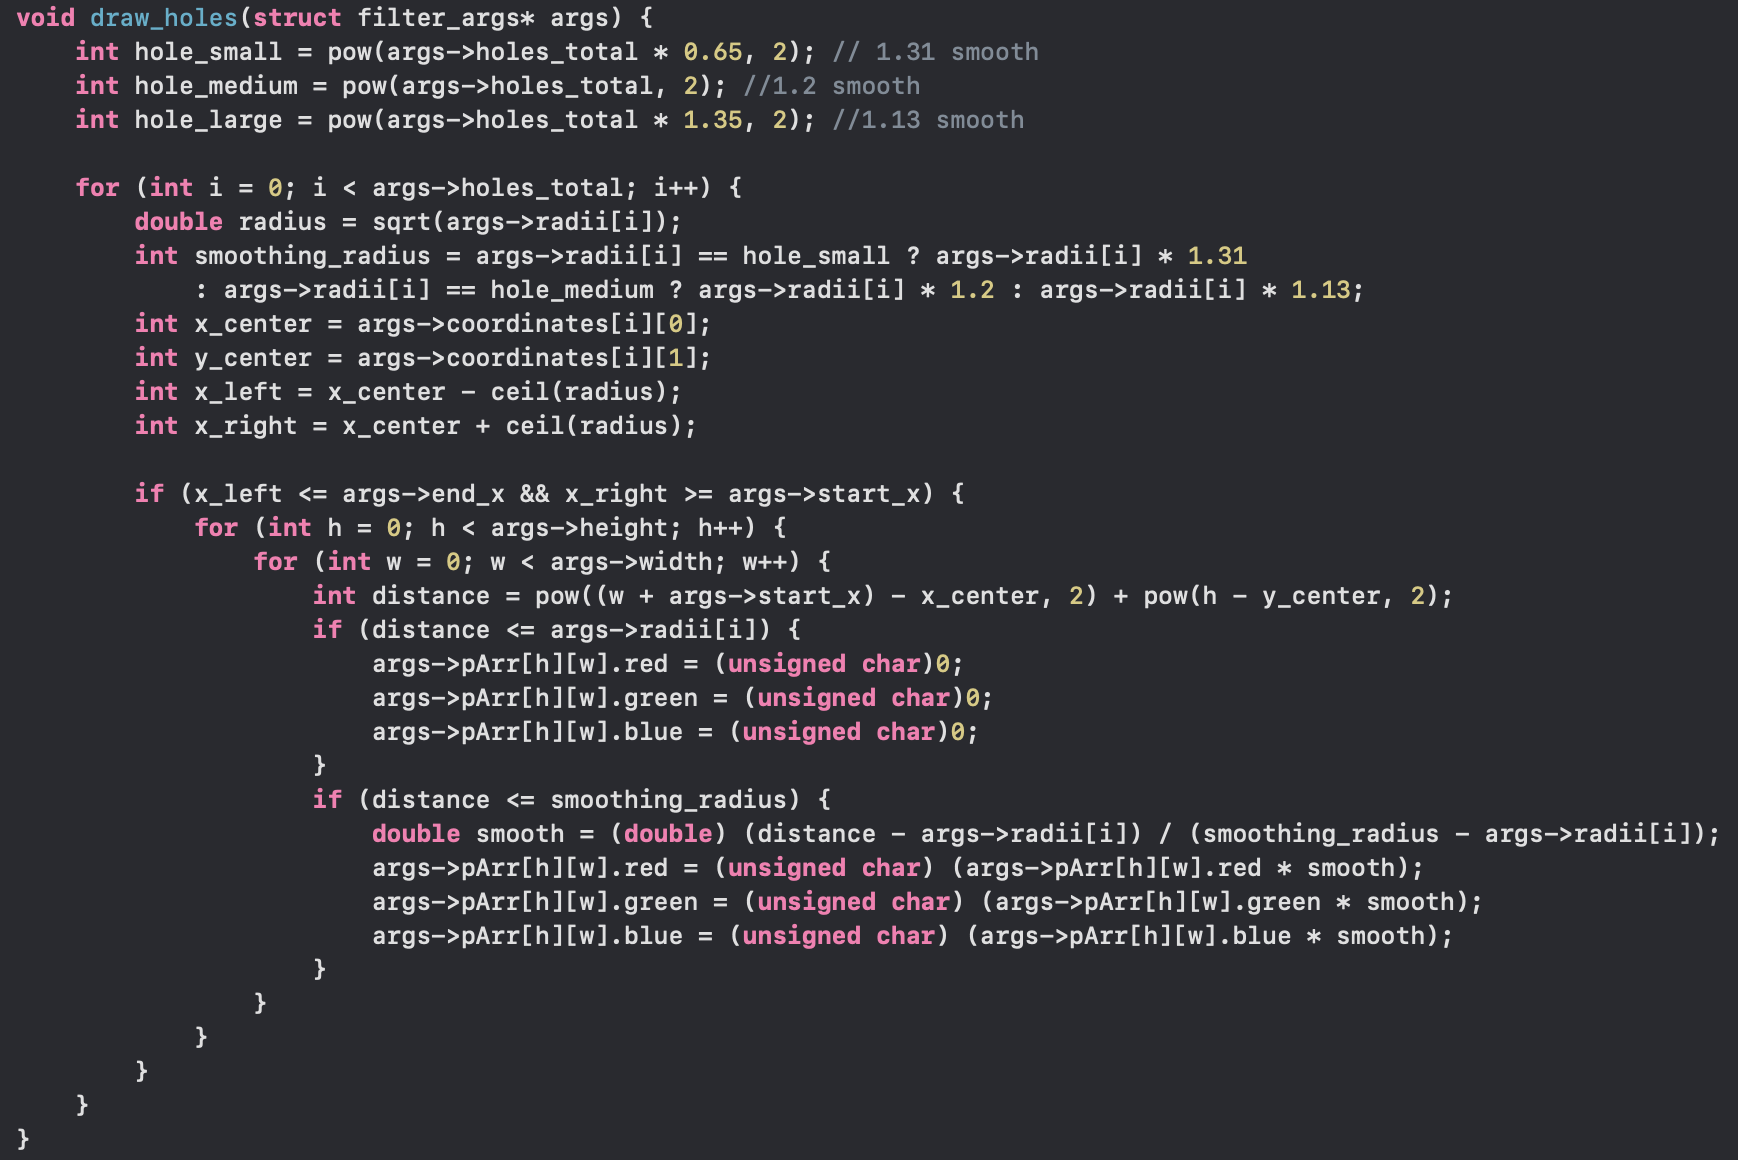 void draw_holes(struct filter_args* args) {
    int hole_small = pow(args->holes_total * 0.65, 2); // 1.31 smooth
    int hole_medium = pow(args->holes_total, 2); //1.2 smooth
    int hole_large = pow(args->holes_total * 1.35, 2); //1.13 smooth

    for (int i = 0; i < args->holes_total; i++) {
        double radius = sqrt(args->radii[i]);
        int smoothing_radius = args->radii[i] == hole_small ? args->radii[i] * 1.31
            : args->radii[i] == hole_medium ? args->radii[i] * 1.2 : args->radii[i] * 1.13;
        int x_center = args->coordinates[i][0];
        int y_center = args->coordinates[i][1];
        int x_left = x_center - ceil(radius);
        int x_right = x_center + ceil(radius);

        if (x_left <= args->end_x && x_right >= args->start_x) {
            for (int h = 0; h < args->height; h++) {
                for (int w = 0; w < args->width; w++) {
                    int distance = pow((w + args->start_x) - x_center, 2) + pow(h - y_center, 2);
                    if (distance <= args->radii[i]) {
                        args->pArr[h][w].red = (unsigned char)0;
                        args->pArr[h][w].green = (unsigned char)0;
                        args->pArr[h][w].blue = (unsigned char)0;
                    }
                    if (distance <= smoothing_radius) {
                        double smooth = (double) (distance - args->radii[i]) / (smoothing_radius - args->radii[i]);
                        args->pArr[h][w].red = (unsigned char) (args->pArr[h][w].red * smooth);
                        args->pArr[h][w].green = (unsigned char) (args->pArr[h][w].green * smooth);
                        args->pArr[h][w].blue = (unsigned char) (args->pArr[h][w].blue * smooth);
                    }
                }
            }
        }
    }
}